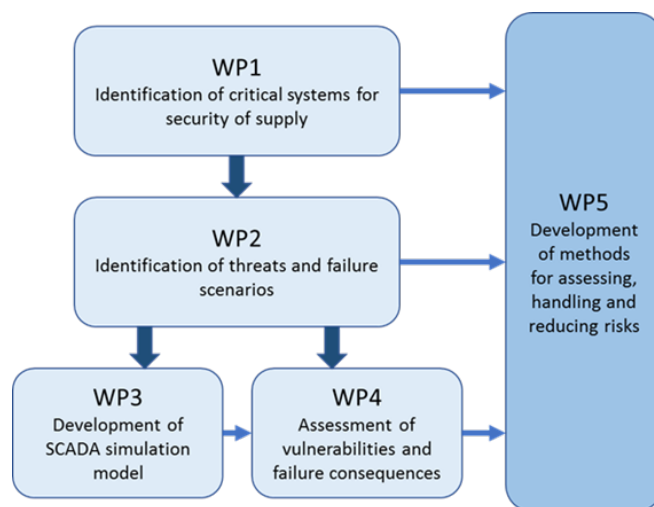 WP1
Identification of critical systems for
security of supply
WP2
Identification of threats and failure
scenarios
WP3
Development of
SCADA simulation
model
WP4
Assessment of
vulnerabilities and
failure consequences
WP5
Development
of methods
for assessing,
handling and
reducing risks